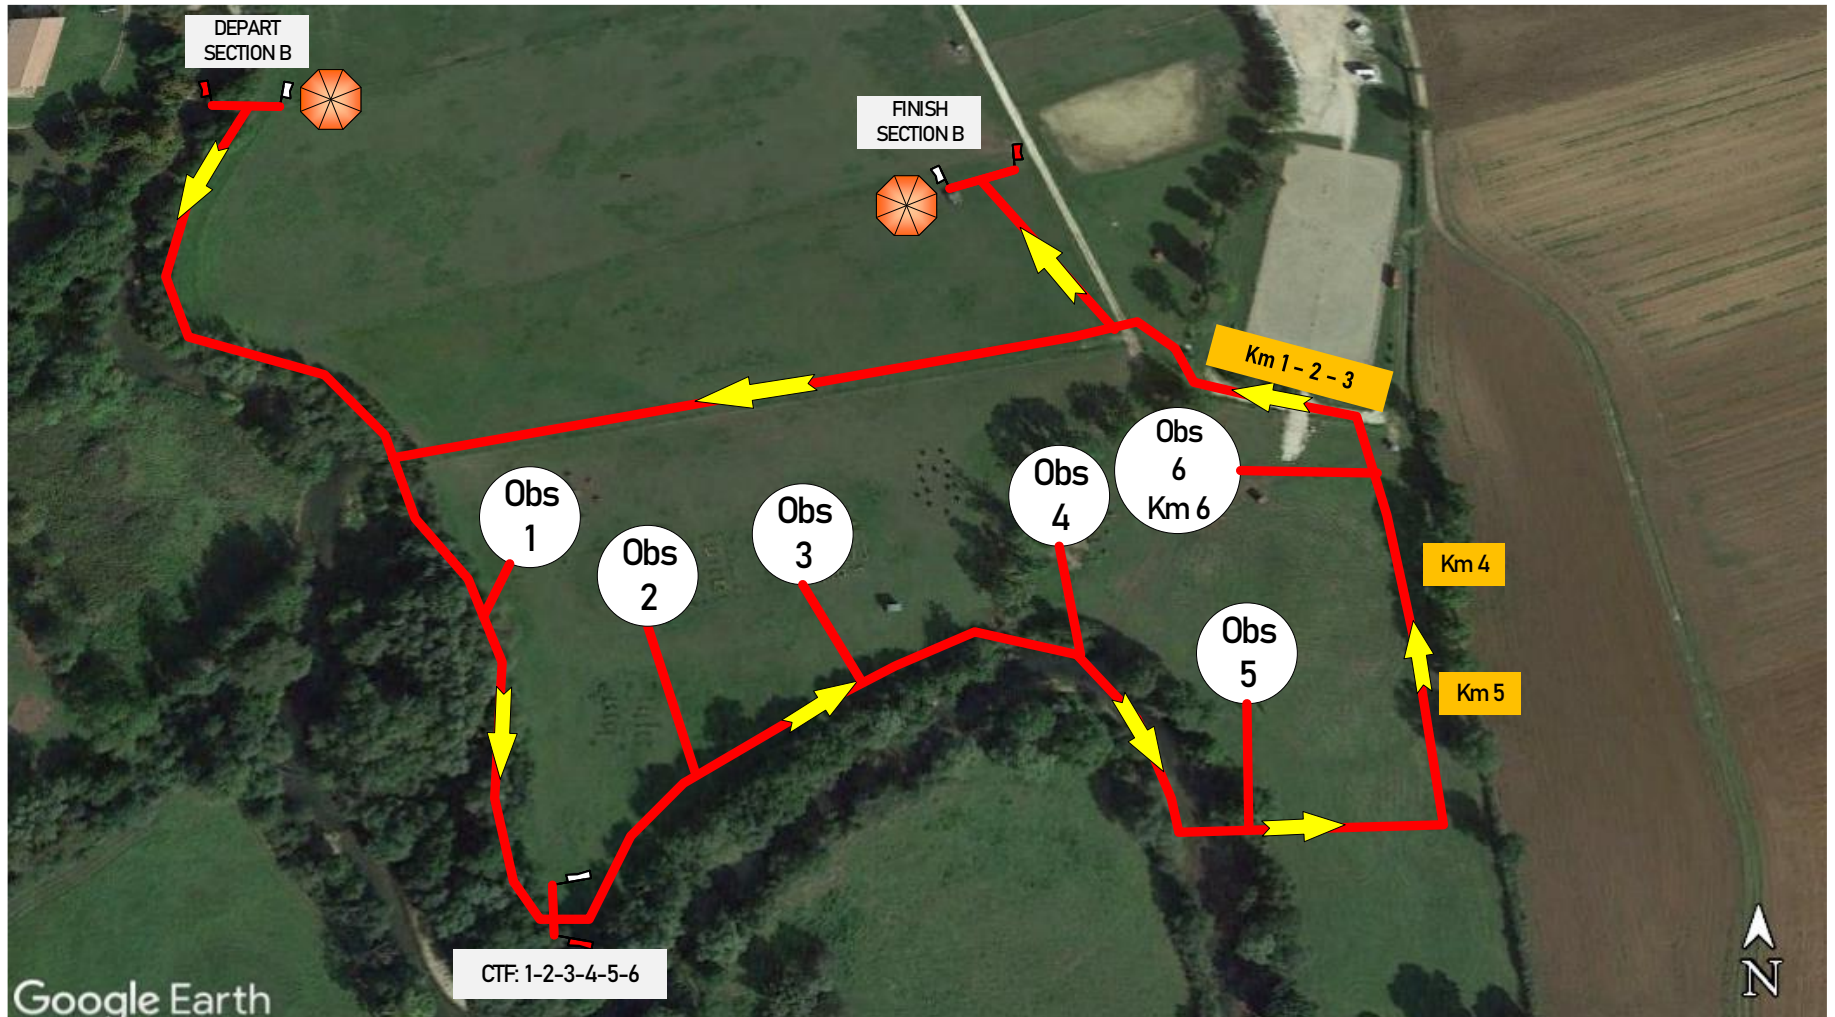 DEPART
SECTION B
FINISH
SECTION B
Km 1 - 2 - 3
Obs
6
Km 6
Obs
4
Obs
1
Obs
3
Obs
2
Km 4
Obs
5
Km 5
CTF: 1-2-3-4-5-6
N
Google Earth